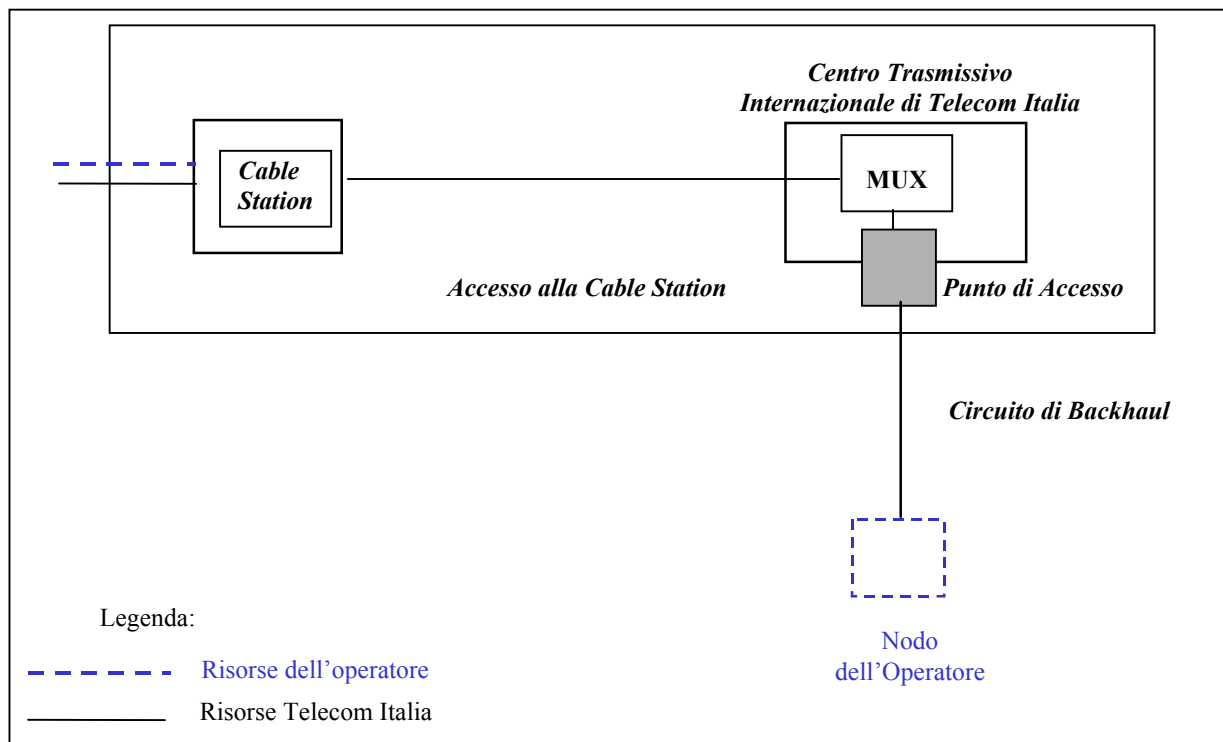 Centro Trasmissivo
Internazionale di Telecom Italia
Cable
Station
MUX
Accesso alla Cable Station
Punto di Accesso
Circuito di Backhaul
Nodo
dell’Operatore
Legenda:
Risorse dell’operatore
Risorse Telecom Italia